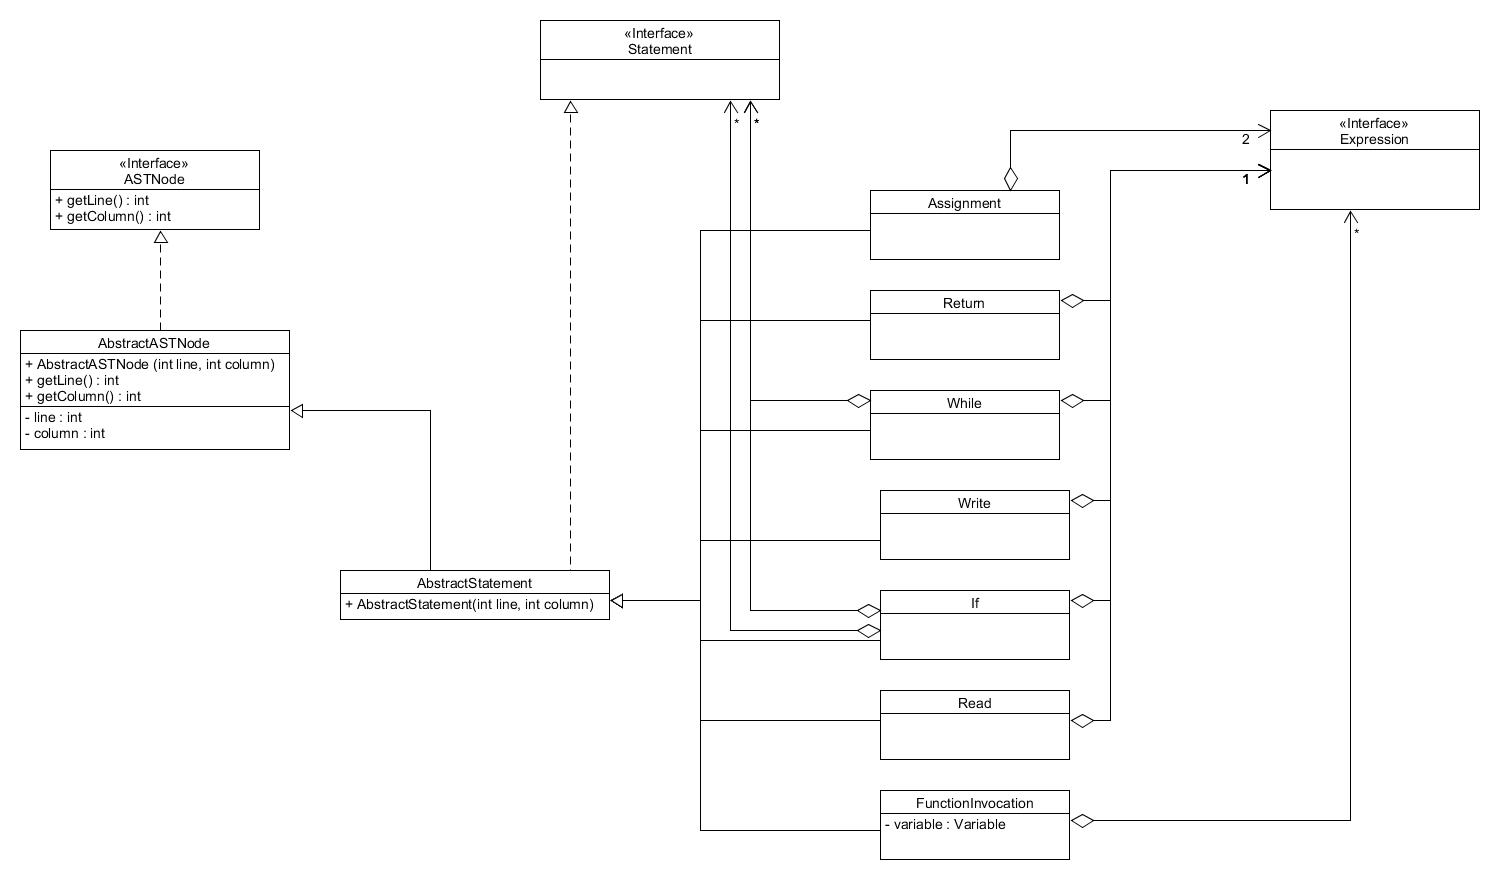 «Interface»
Statement
*
*
«Interface»
Expression
2
1
*
«Interface»
ASTNode
+ getLine() : int
+ getColumn() : int
AbstractASTNode
+ AbstractASTNode (int line, int column)
+ getLine() : int
+ getColumn() : int
- line : int
- column : int
AbstractStatement
+ AbstractStatement(int line, int column)
Assignment
Return
While
Write
If
Read
FunctionInvocation
- variable : Variable